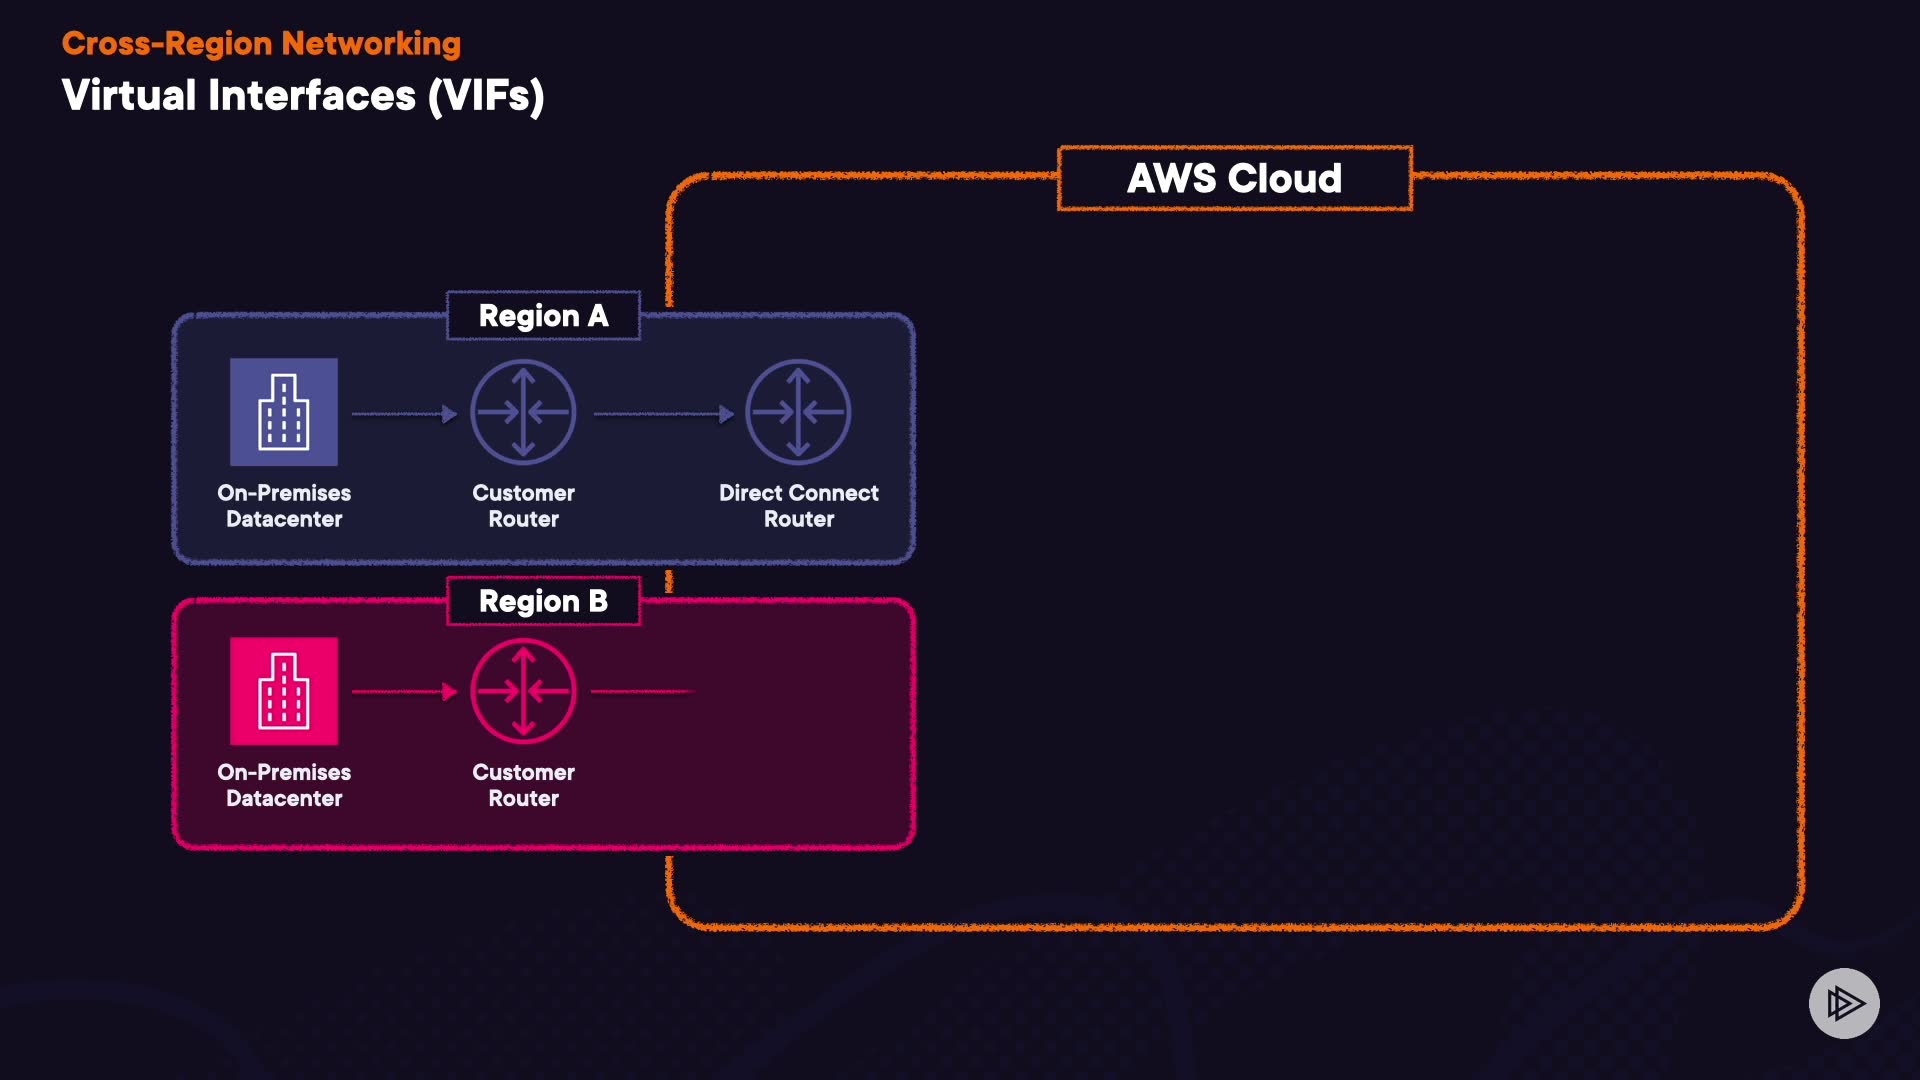 Cross-Region Networking
Virtual Interfaces (VIFs)
AWS Cloud
Region A
On-Premises
Datacenter
Customer
Router
Direct Connect
Router
Region B
On-Premises
Datacenter
Customer
Router